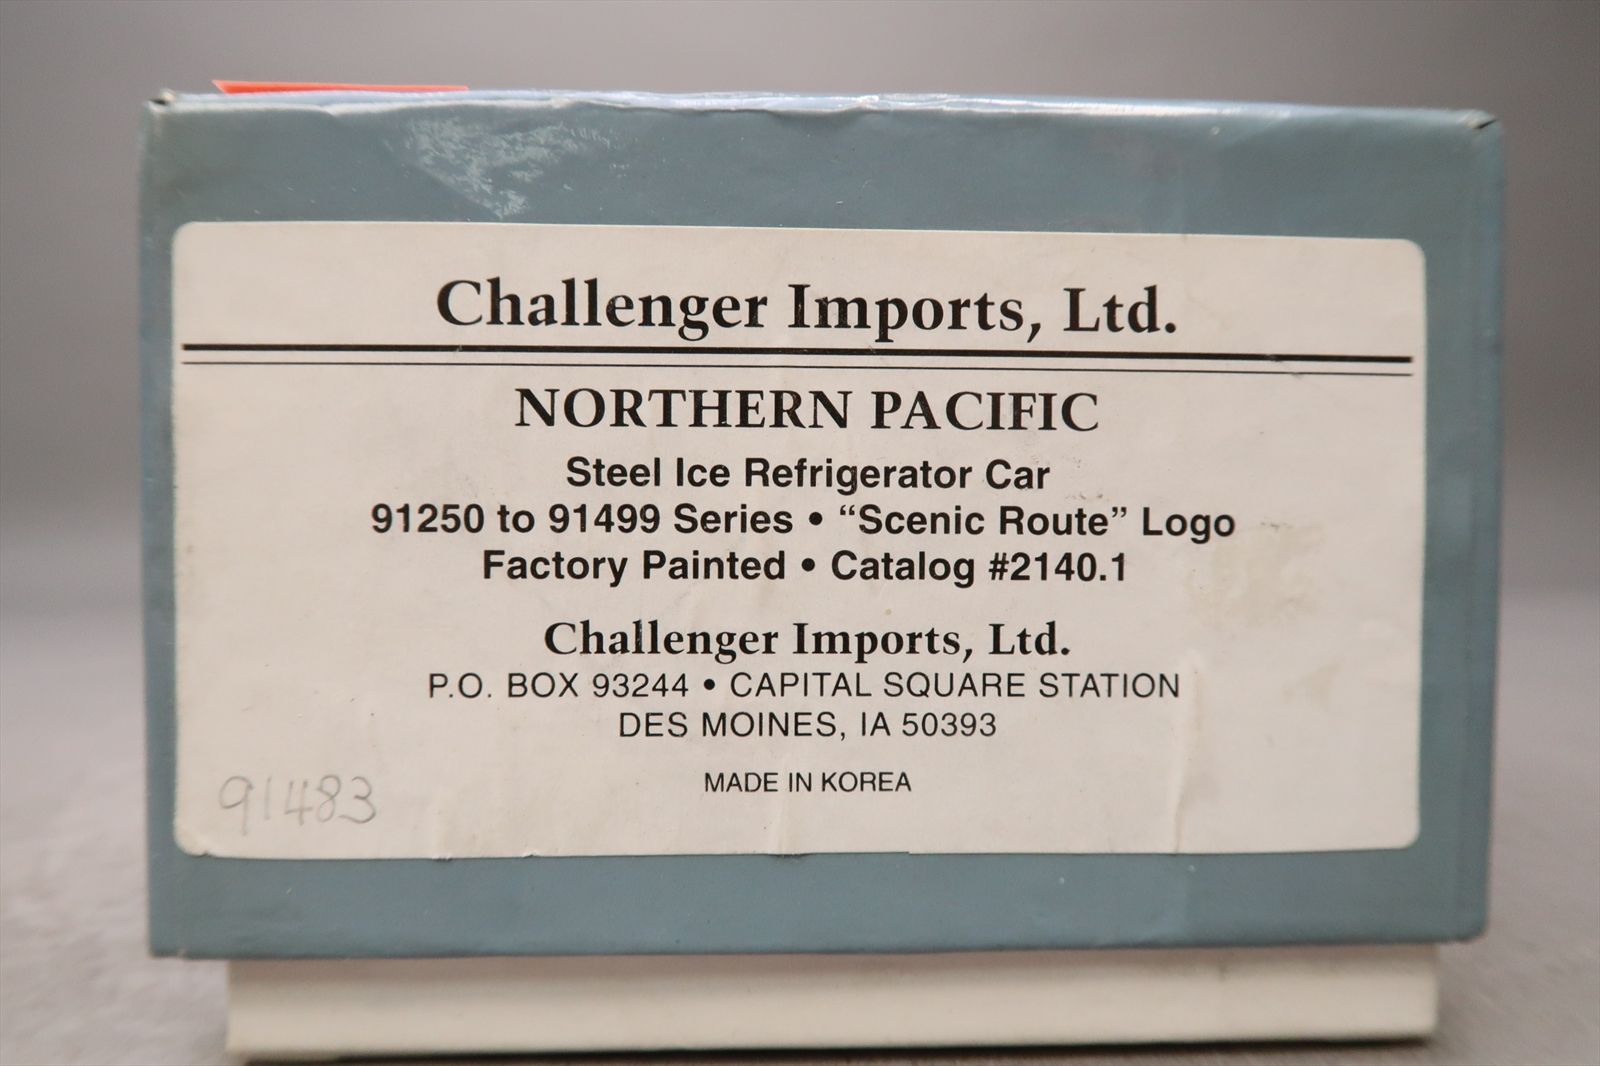 Challenger Imports, Ltd.
NORTHERN PACIFIC
Steel Ice Refrigerator Car
91250 to 91499 Series • “Scenic Route” Logo
Factory Painted • Catalog #2140.1
Challenger Imports, Ltd.
P.O. BOX 93244 • CAPITAL SQUARE STATION
DES MOINES, IA 50393
MADE IN KOREA
91483